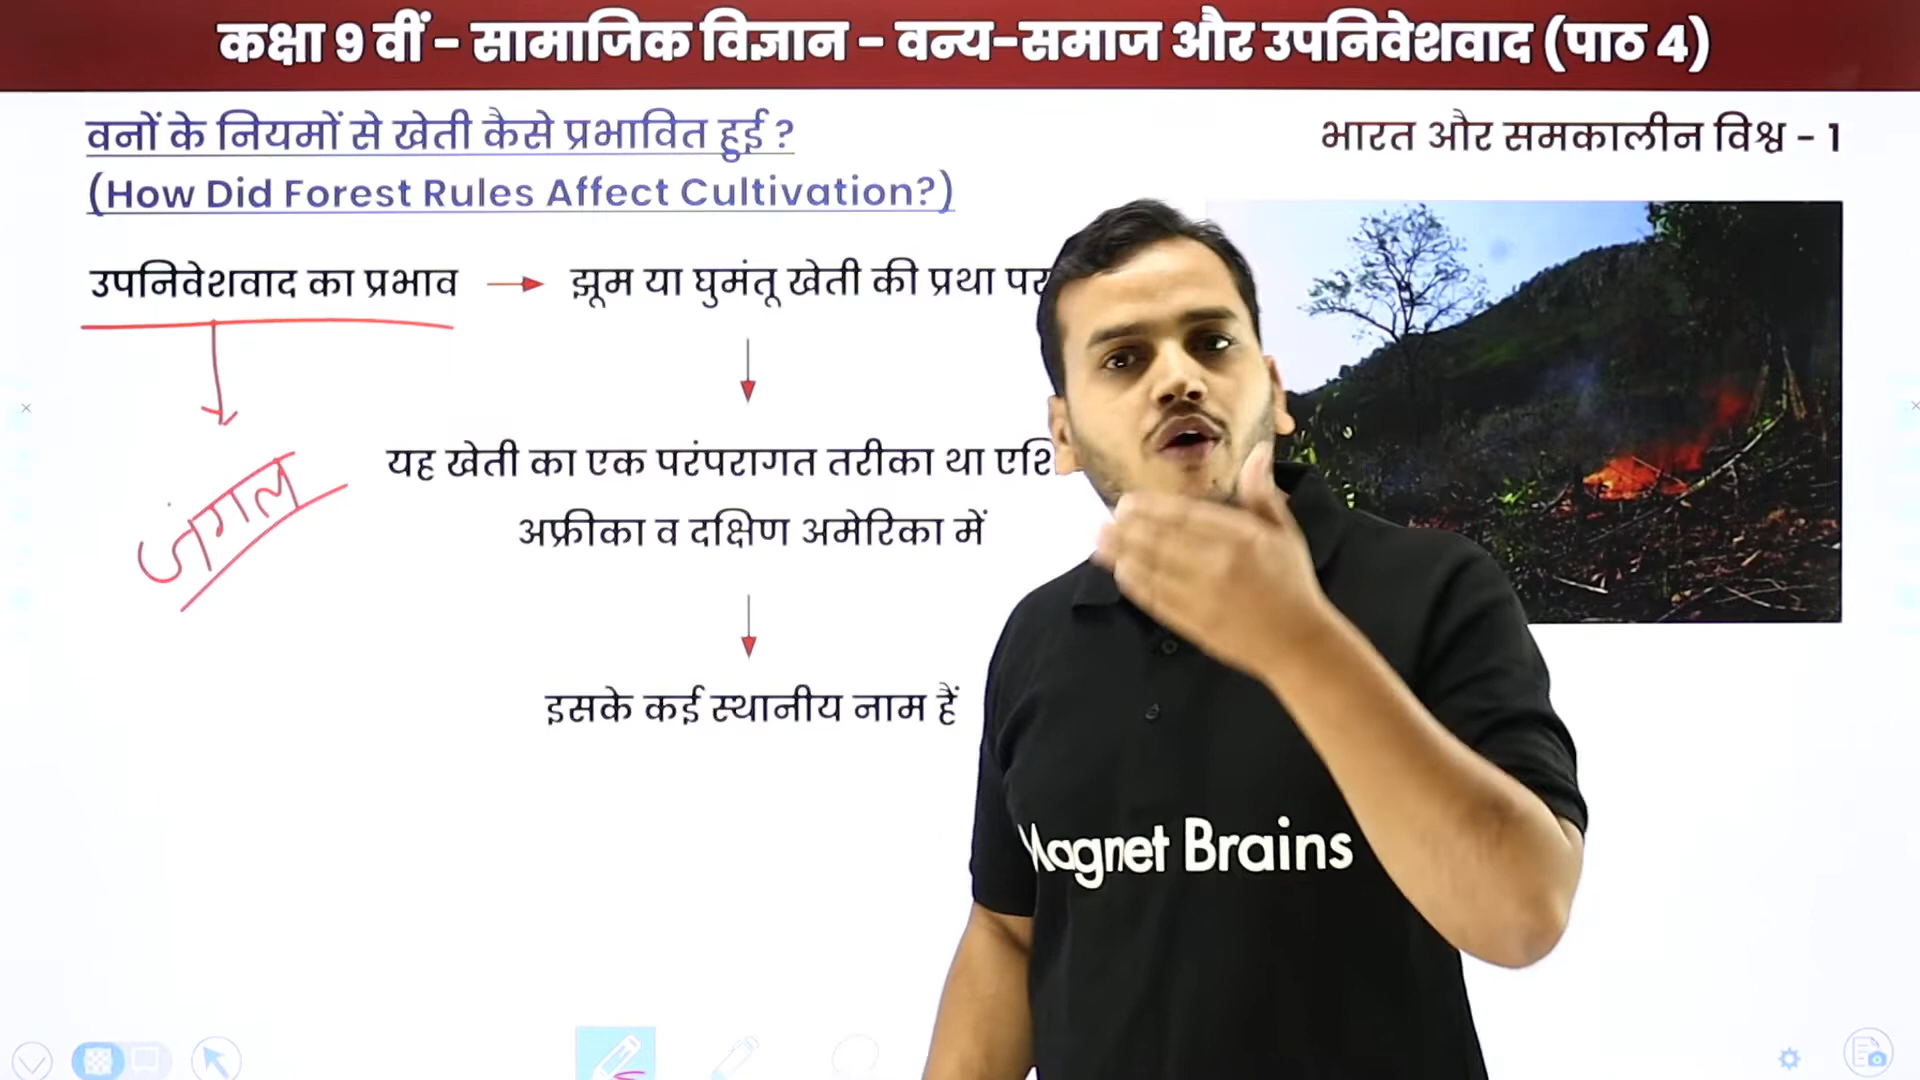 कक्षा 9 वीं - सामाजिक विज्ञान - वन्य-समाज और उपनिवेशवाद (पाठ 4)
वनों के नियमों से खेती कैसे प्रभावित हुई ?
(How Did Forest Rules Affect Cultivation?)
भारत और समकालीन विश्व - 1
उपनिवेशवाद का प्रभाव → झूम या घुमंतू खेती की प्रथा पर
यह खेती का एक परंपरागत तरीका था
अफ्रीका व दक्षिण अमेरिका में
जगल
इसके कई स्थानीय नाम हैं
Magnet Brains